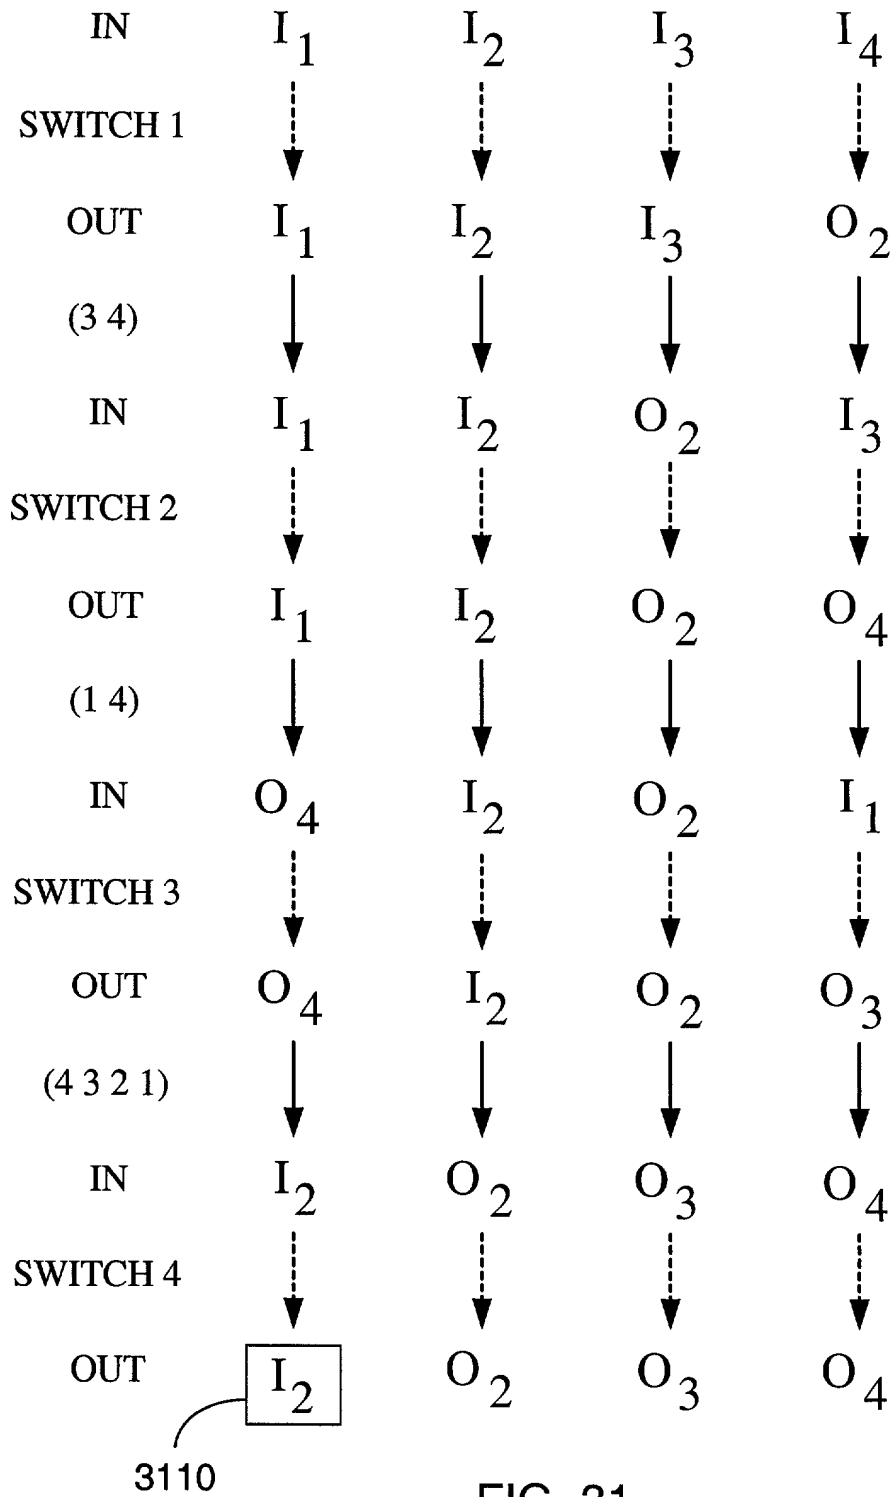 IN I₁ I₂ I₃ I₄
SWITCH 1
OUT I₁ I₂ I₃ O₂
(3 4)
IN I₁ I₂ O₂ I₃
SWITCH 2
OUT I₁ I₂ O₂ O₄
(1 4)
IN O₄ I₂ O₂ I₁
SWITCH 3
OUT O₄ I₂ O₂ O₃
(4 3 2 1)
IN I₂ O₂ O₃ O₄
SWITCH 4
OUT I₂ O₂ O₃ O₄
3110
FIG. 31